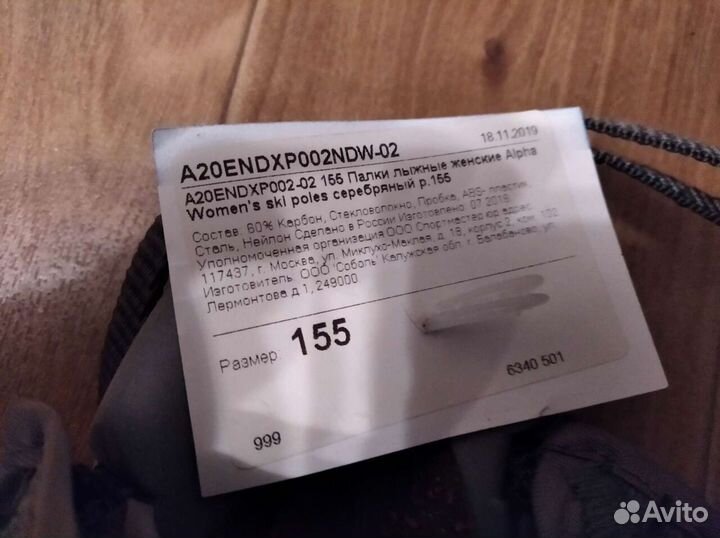 A20ENDXP002NDW-02
18.11.2019
A20ENDXP002-02 155 Палки лыжные женские Alpha
Women's ski poles серебряный р.155
Состав: 60% Карбон, Стекловолокно, Пробка, ABS- пластик,
Сталь, Нейлон Сделано в России Изготовлено: 07.2019
Уполномоченная организация ООО Спортмастер юр.адрес:
117437, г. Москва, ул. Миклухо-Маклая, д. 18, корпус 2, ком. 102
Изготовитель: ООО "Соболь" Калужская обл. г. Балабаново, ул.
Лермонтова д.1, 249000.
Размер: 155
999
6340 501
Avito